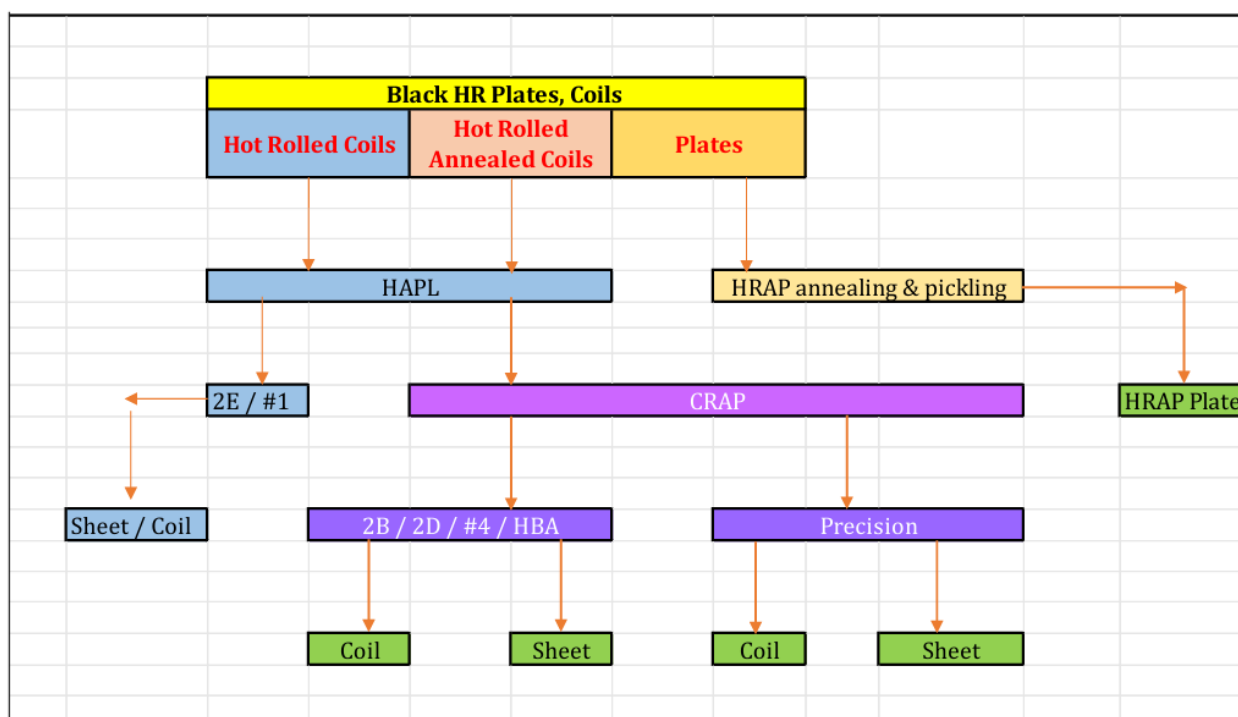 Black HR Plates, Coils
Hot Rolled Coils
Hot Rolled
Annealed Coils
Plates
HAPL
HRAP annealing & pickling
2E / #1
CRAP
HRAP Plate
Sheet / Coil
2B / 2D / #4 / HBA
Precision
Coil
Sheet
Coil
Sheet